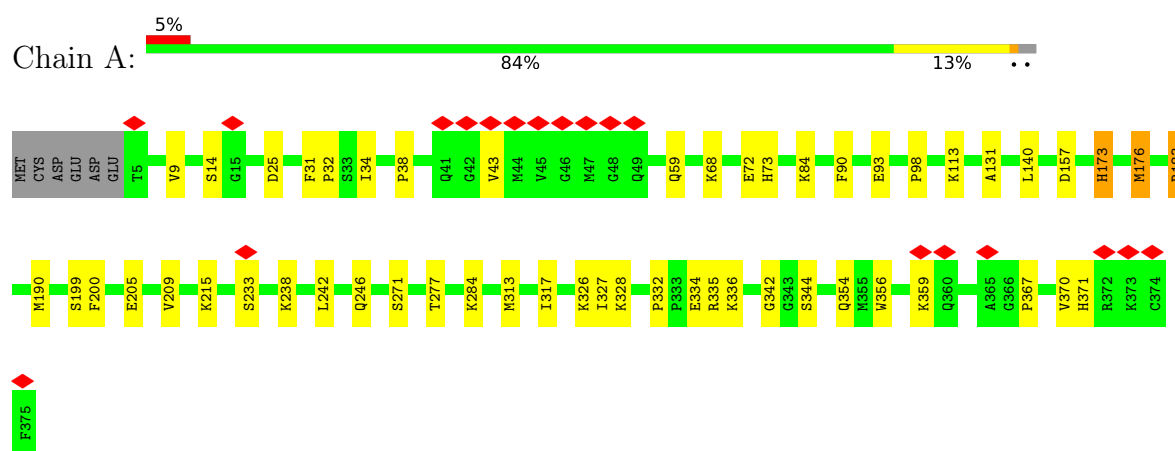 5%
Chain A:
84%
13%
MET CYS ASP GLU ASP GLU T5 V9 S14 G15 D25 F31 P32 S33 I34 P38 Q41 G42 V43 M44 V45 G46 M47 G48 Q49 Q59 K68 E72 H73 K84 F90 E93 P98 K113 A131 L140 D157 H173 M176
M190 S199 F200 E205 V209 K215 S233 K238 L242 Q246 S271 T277 K284 M313 I317 K326 I327 K328 P332 P333 E334 R335 K336 G342 G343 S344 Q354 M355 W356 K359 Q360 A365 G366 P367 V370 H371 R372 K373 C374
F375